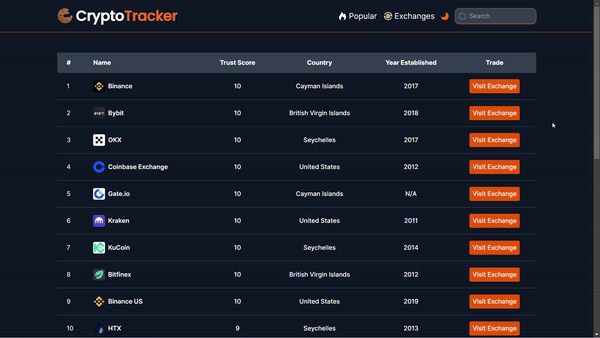 CryptoTracker Popular Exchanges Search
# Name Trust Score Country Year Established Trade
1 Binance 10 Cayman Islands 2017 Visit Exchange
2 BYBIT Bybit 10 British Virgin Islands 2018 Visit Exchange
3 OKX 10 Seychelles 2017 Visit Exchange
4 Coinbase Exchange 10 United States 2012 Visit Exchange
5 Gate.io 10 Cayman Islands N/A Visit Exchange
6 Kraken 10 United States 2011 Visit Exchange
7 KuCoin 10 Seychelles 2014 Visit Exchange
8 Bitfinex 10 British Virgin Islands 2012 Visit Exchange
9 Binance US 10 United States 2019 Visit Exchange
10 HTX 9 Seychelles 2013 Visit Exchange